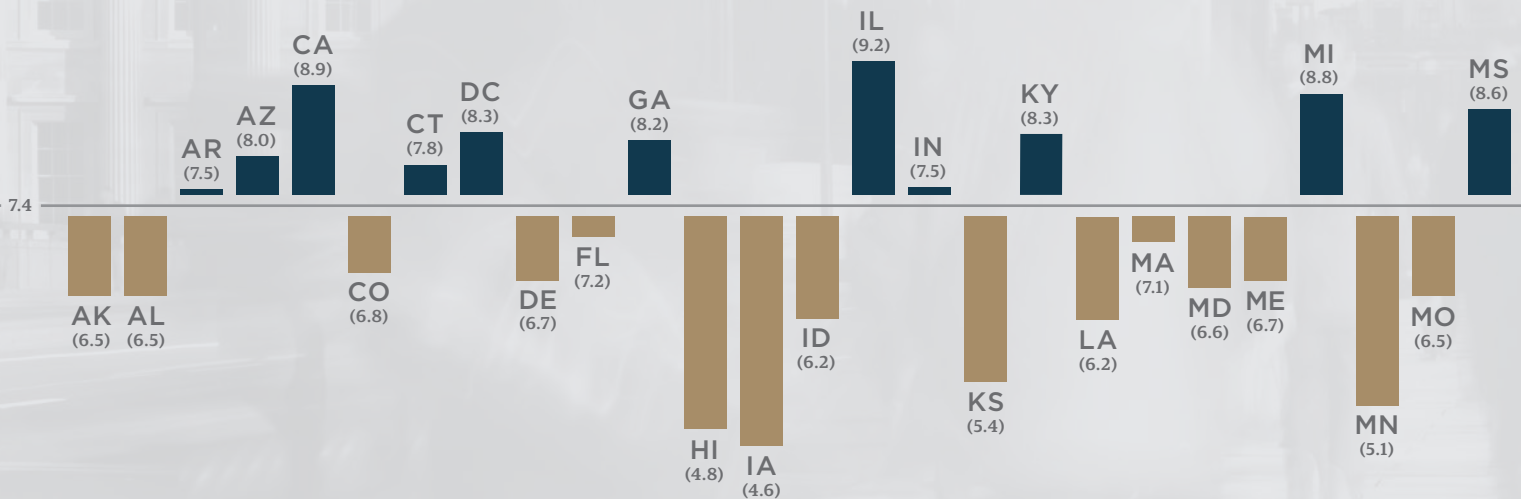 IL
(9.2)
CA
(8.9)
MI
(8.8)
MS
(8.6)
DC
(8.3)
KY
(8.3)
GA
(8.2)
AZ
(8.0)
CT
(7.8)
AR
(7.5)
IN
(7.5)
7.4
FL
(7.2)
MA
(7.1)
CO
(6.8)
DE
(6.7)
ME
(6.7)
MD
(6.6)
AK AL
(6.5) (6.5)
MO
(6.5)
ID
(6.2)
LA
(6.2)
KS
(5.4)
MN
(5.1)
HI
(4.8)
IA
(4.6)